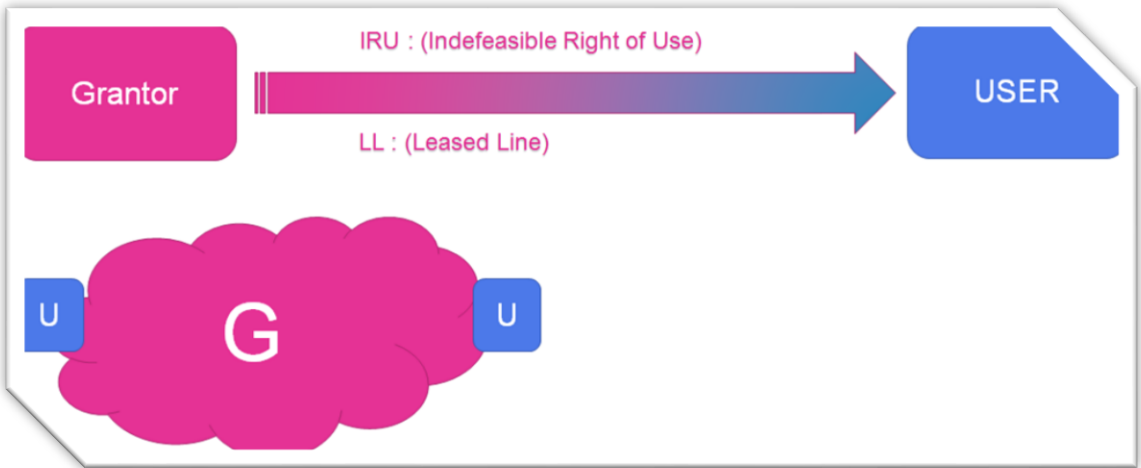 IRU : (Indefeasible Right of Use)
Grantor
USER
LL : (Leased Line)
U
G
U